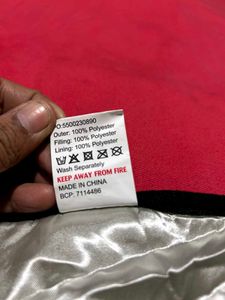 O:5500230890
Outer: 100% Polyester
Filling: 100% Polyester
Lining: 100% Polyester
Wash Separately
KEEP AWAY FROM FIRE
MADE IN CHINA
BCP: 7114486